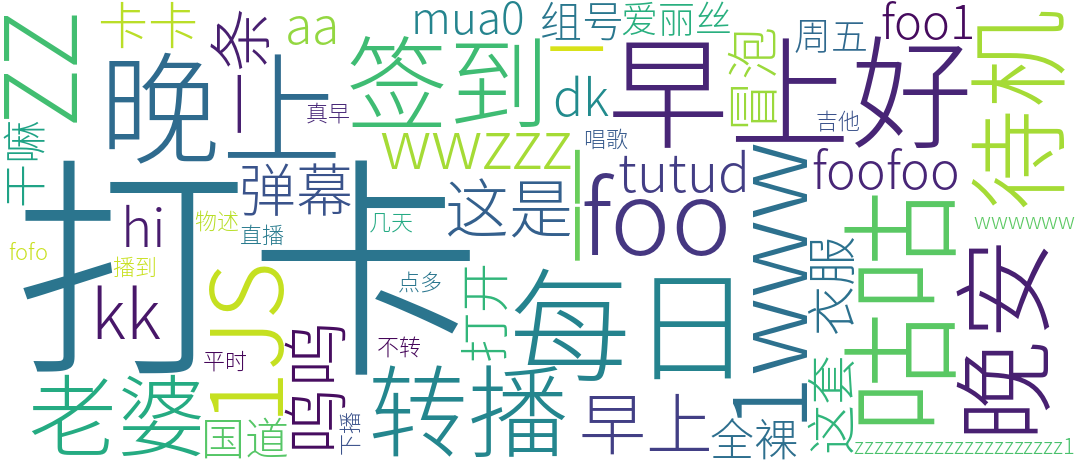 zz
卡卡
一条
aa
mua0
组号
爱丽丝
foo1
待机
晚上
签到
早上好
周五
冒泡
真早
dk
唱歌
吉他
干嘛
wwzzz
打卡
弹幕
这是
foo
tutud
wwww
foofoo
wwwwww
hi
物述
直播
几天
fofo
播到
kk
1JS
呜呜
点多
打开
每日
衣服
咕咕
晚安
平时
不转
老婆
国道
下播
转播
早上
全裸
1
这套
zzzzzzzzzzzzzzzzzzzzz1